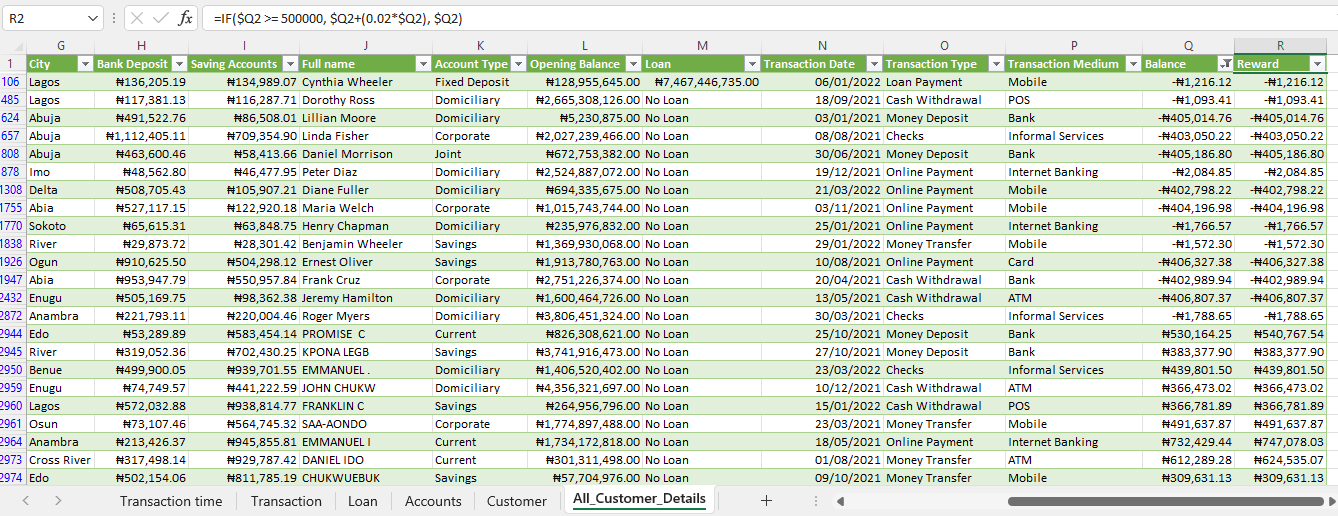 R2 fx =IF($Q2 >= 500000, $Q2+(0.02*$Q2), $Q2)
G H I J K L M N O P Q R
1 City Bank Deposit Saving Accounts Full name Account Type Opening Balance Loan Transaction Date Transaction Type Transaction Medium Balance Reward
106 Lagos ₦136,205.19 ₦134,989.07 Cynthia Wheeler Fixed Deposit ₦128,955,645.00 ₦7,467,446,735.00 06/01/2022 Loan Payment Mobile -₦1,216.12 -₦1,216.12
485 Lagos ₦117,381.13 ₦116,287.71 Dorothy Ross Domiciliary ₦2,665,308,126.00 No Loan 18/09/2021 Cash Withdrawal POS -₦1,093.41 -₦1,093.41
624 Abuja ₦491,522.76 ₦86,508.01 Lillian Moore Domiciliary ₦5,230,875.00 No Loan 03/01/2021 Money Deposit Bank -₦405,014.76 -₦405,014.76
657 Abuja ₦1,112,405.11 ₦709,354.90 Linda Fisher Corporate ₦2,027,239,466.00 No Loan 08/08/2021 Checks Informal Services -₦403,050.22 -₦403,050.22
808 Abuja ₦463,600.46 ₦58,413.66 Daniel Morrison Joint ₦672,753,382.00 No Loan 30/06/2021 Money Deposit Bank -₦405,186.80 -₦405,186.80
878 Imo ₦48,562.80 ₦46,477.95 Peter Diaz Domiciliary ₦2,524,887,072.00 No Loan 19/12/2021 Online Payment Internet Banking -₦2,084.85 -₦2,084.85
1308 Delta ₦508,705.43 ₦105,907.21 Diane Fuller Domiciliary ₦694,335,675.00 No Loan 21/03/2022 Online Payment Mobile -₦402,798.22 -₦402,798.22
1755 Abia ₦527,117.15 ₦122,920.18 Maria Welch Corporate ₦1,015,743,744.00 No Loan 03/11/2021 Online Payment Mobile -₦404,196.98 -₦404,196.98
1770 Sokoto ₦65,615.31 ₦63,848.75 Henry Chapman Domiciliary ₦235,976,832.00 No Loan 25/01/2021 Online Payment Internet Banking -₦1,766.57 -₦1,766.57
1838 River ₦29,873.72 ₦28,301.42 Benjamin Wheeler Savings ₦1,369,930,068.00 No Loan 29/01/2022 Money Transfer Mobile -₦1,572.30 -₦1,572.30
1926 Ogun ₦910,625.50 ₦504,298.12 Ernest Oliver Savings ₦1,913,780,763.00 No Loan 10/08/2021 Online Payment Card -₦406,327.38 -₦406,327.38
1947 Abia ₦953,947.79 ₦550,957.84 Frank Cruz Corporate ₦2,751,226,374.00 No Loan 20/04/2021 Cash Withdrawal ATM -₦402,989.94 -₦402,989.94
2432 Enugu ₦505,169.75 ₦98,362.38 Jeremy Hamilton Domiciliary ₦1,600,464,726.00 No Loan 13/05/2021 Cash Withdrawal ATM -₦406,807.37 -₦406,807.37
2872 Anambra ₦221,793.11 ₦220,004.46 Roger Myers Domiciliary ₦3,806,451,324.00 No Loan 30/03/2021 Checks Informal Services -₦1,788.65 -₦1,788.65
2944 Edo ₦53,289.89 ₦583,454.14 PROMISE C Current ₦826,308,621.00 No Loan 25/10/2021 Money Deposit Bank ₦530,164.25 ₦540,767.54
2945 River ₦319,052.36 ₦702,430.25 KPONA LEGB Savings ₦3,741,916,473.00 No Loan 27/10/2021 Money Deposit Bank ₦383,377.90 ₦383,377.90
2950 Benue ₦499,900.05 ₦939,701.55 EMMANUEL . Domiciliary ₦1,406,520,402.00 No Loan 23/03/2022 Checks Informal Services ₦439,801.50 ₦439,801.50
2959 Enugu ₦74,749.57 ₦441,222.59 JOHN CHUKW Domiciliary ₦4,356,321,697.00 No Loan 10/12/2021 Cash Withdrawal ATM ₦366,473.02 ₦366,473.02
2960 Lagos ₦572,032.88 ₦938,814.77 FRANKLIN C Savings ₦264,956,796.00 No Loan 15/01/2022 Cash Withdrawal POS ₦366,781.89 ₦366,781.89
2961 Osun ₦73,107.46 ₦564,745.32 SAA-AONDO Corporate ₦1,774,897,488.00 No Loan 23/03/2021 Money Transfer Mobile ₦491,637.87 ₦491,637.87
2964 Anambra ₦213,426.37 ₦945,855.81 EMMANUEL I Current ₦1,734,172,818.00 No Loan 18/05/2021 Online Payment Internet Banking ₦732,429.44 ₦747,078.03
2973 Cross River ₦317,498.14 ₦929,787.42 DANIEL IDO Current ₦301,311,498.00 No Loan 01/08/2021 Money Transfer ATM ₦612,289.28 ₦624,535.07
2974 Edo ₦502,154.06 ₦811,785.19 CHUKWUEBUK Savings ₦57,704,976.00 No Loan 09/10/2021 Money Transfer Mobile ₦309,631.13 ₦309,631.13
Transaction time Transaction Loan Accounts Customer All_Customer_Details